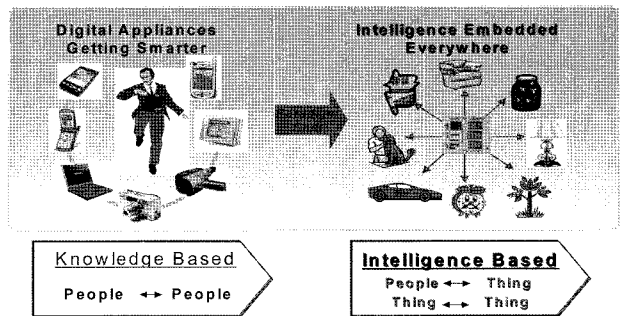 Digital Appliances
Getting Smarter
Intelligence Embedded
Everywhere
Knowledge Based
People ↔ People
Intelligence Based
People ↔ Thing
Thing ↔ Thing